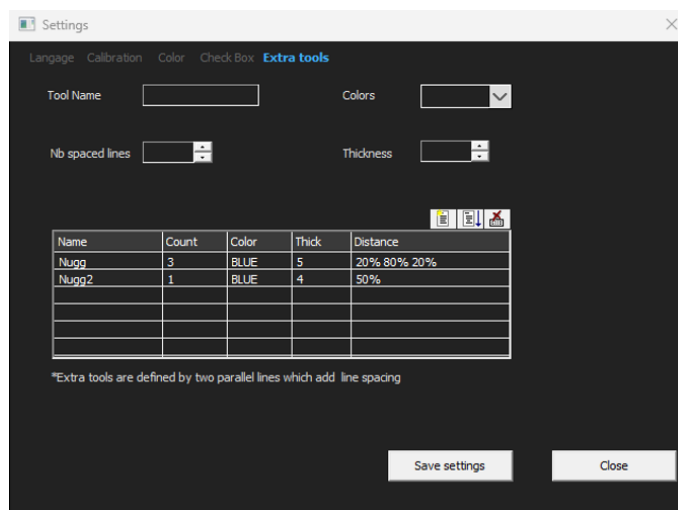 Settings
Langage Calibration Color Check Box Extra tools
Tool Name Colors
Nb spaced lines Thickness
Name Count Color Thick Distance
Nugg 3 BLUE 5 20% 80% 20%
Nugg2 1 BLUE 4 50%
*Extra tools are defined by two parallel lines which add line spacing
Save settings Close